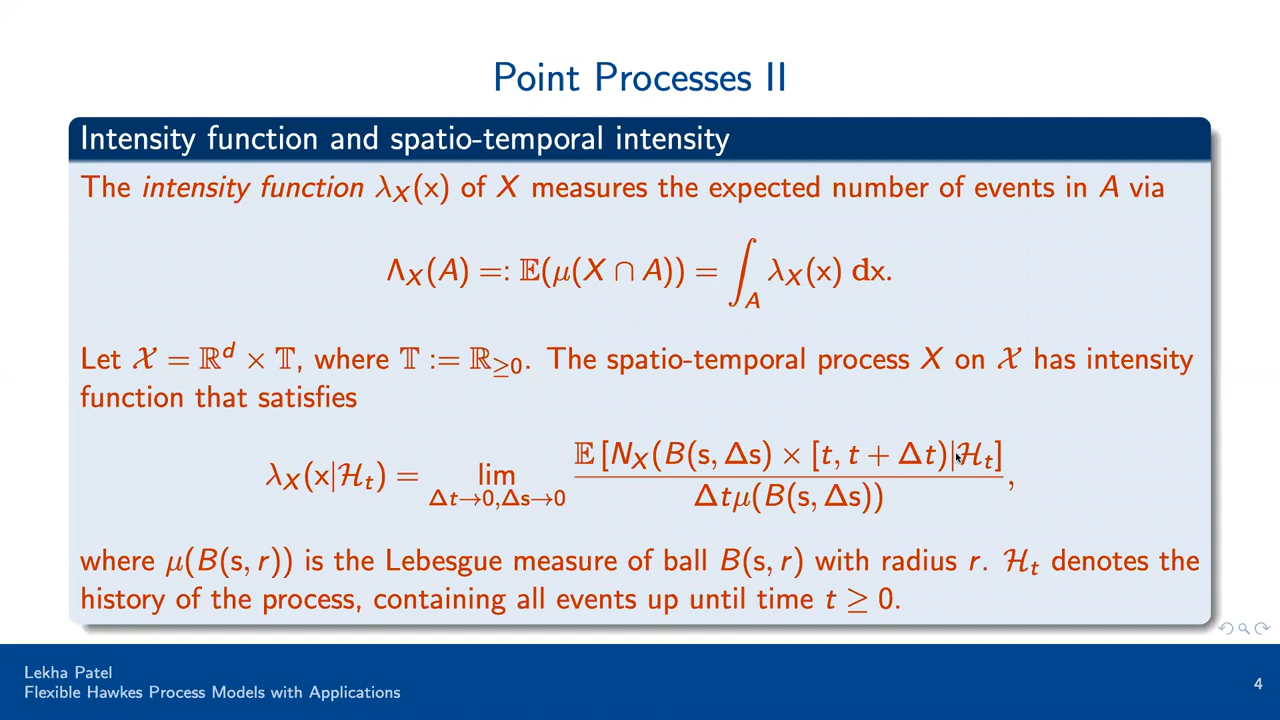 Point Processes II
Intensity function and spatio-temporal intensity
The intensity function λ_X(x) of X measures the expected number of events in A via
Λ_X(A) =: 𝔼(μ(X ∩ A)) = ∫_A λ_X(x) dx.
Let 𝒳 = ℝ^d × 𝕋, where 𝕋 := ℝ_≥0. The spatio-temporal process X on 𝒳 has intensity
function that satisfies
λ_X(x|ℋ_t) = lim_{Δt→0,Δs→0} 𝔼 [N_X(B(s, Δs) × [t, t + Δt)|ℋ_t] / Δtμ(B(s, Δs)) ,
where μ(B(s, r)) is the Lebesgue measure of ball B(s, r) with radius r. ℋ_t denotes the
history of the process, containing all events up until time t ≥ 0.
Lekha Patel
Flexible Hawkes Process Models with Applications
4